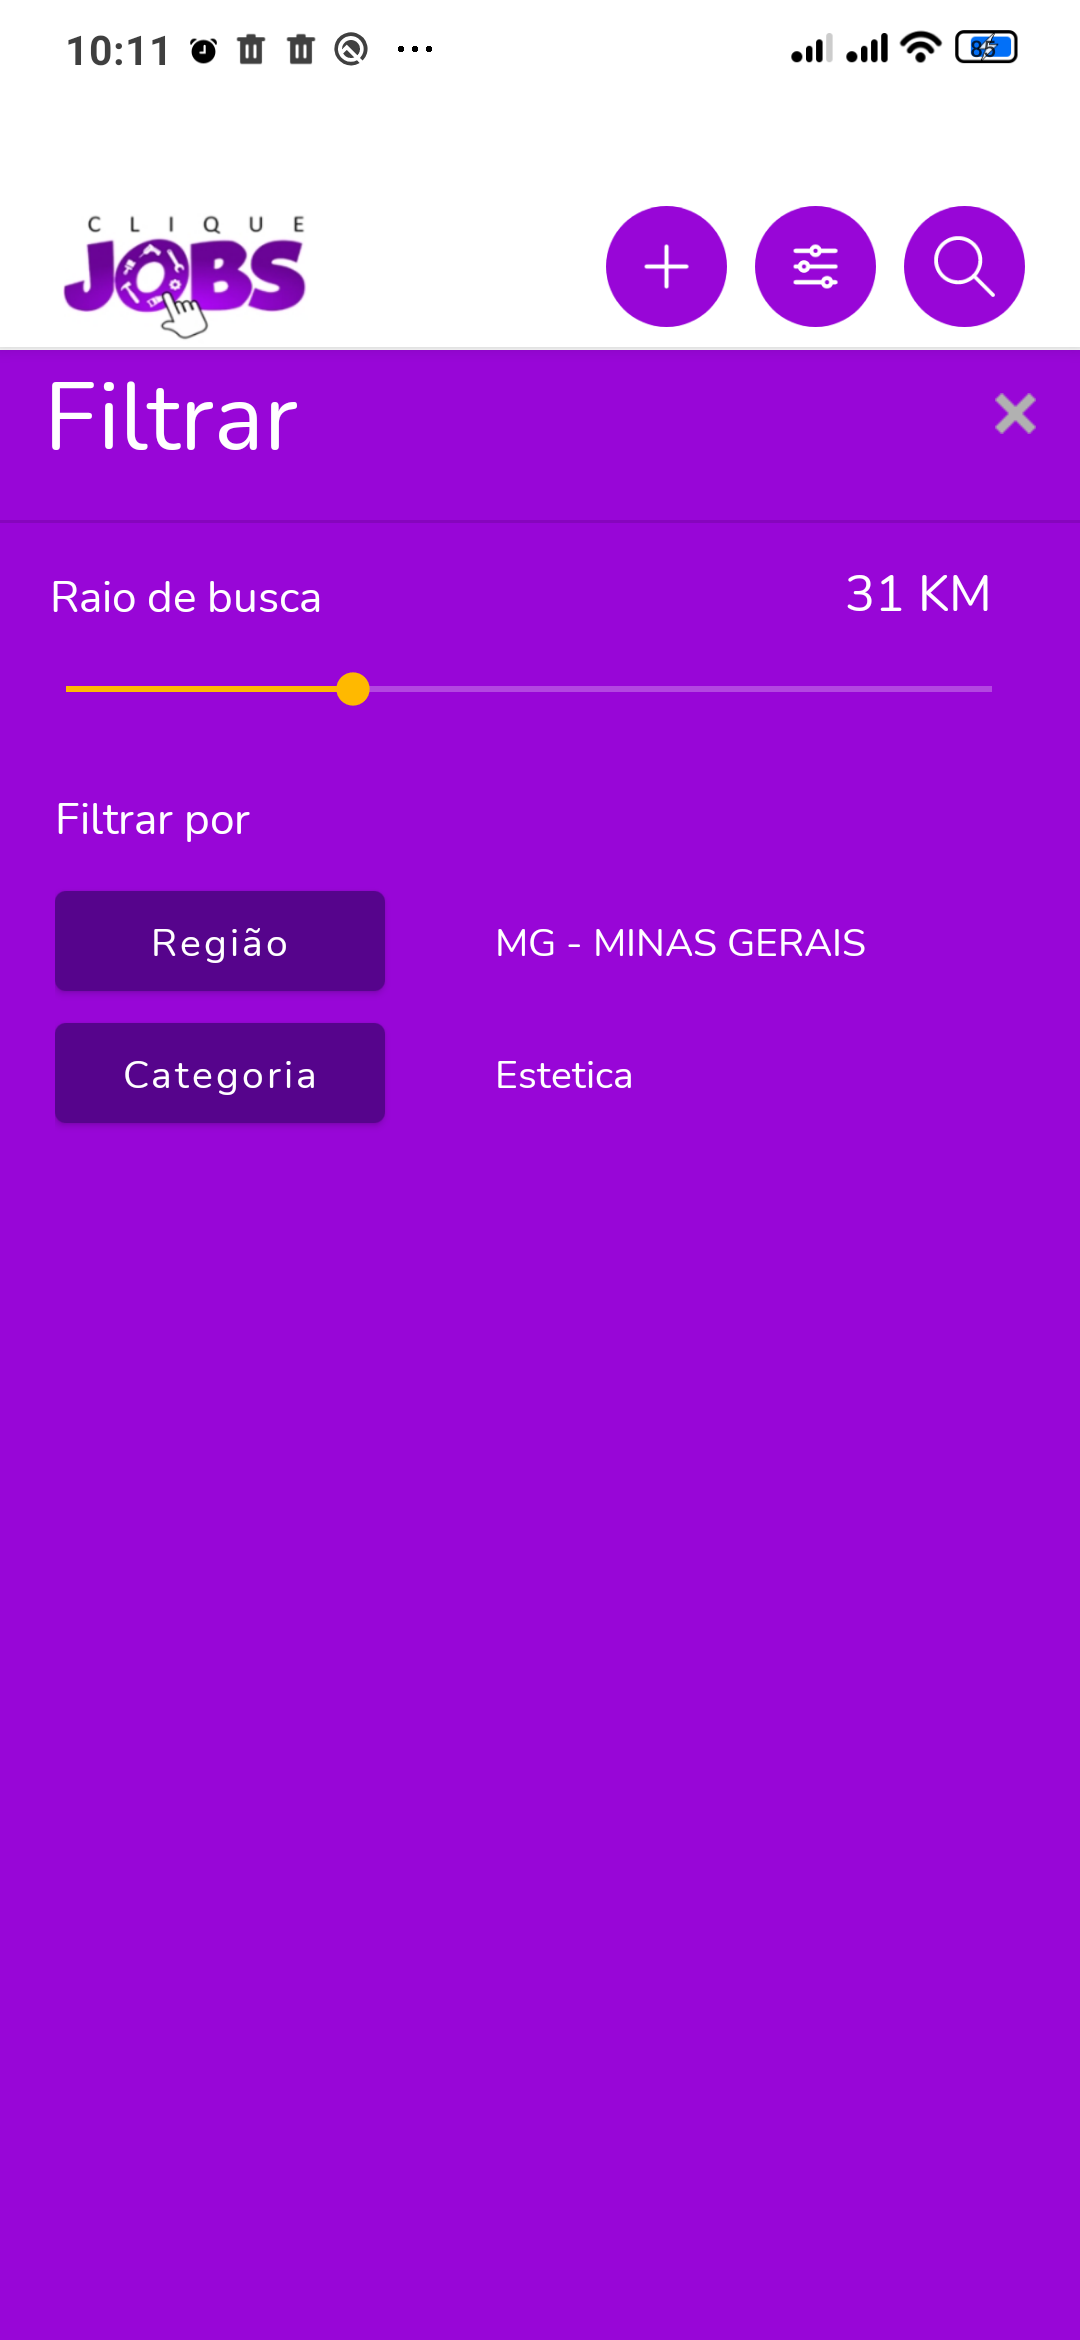 10:11
85
CLIQUE
JOBS
Filtrar
Raio de busca
31 KM
Filtrar por
Região
MG - MINAS GERAIS
Categoria
Estetica